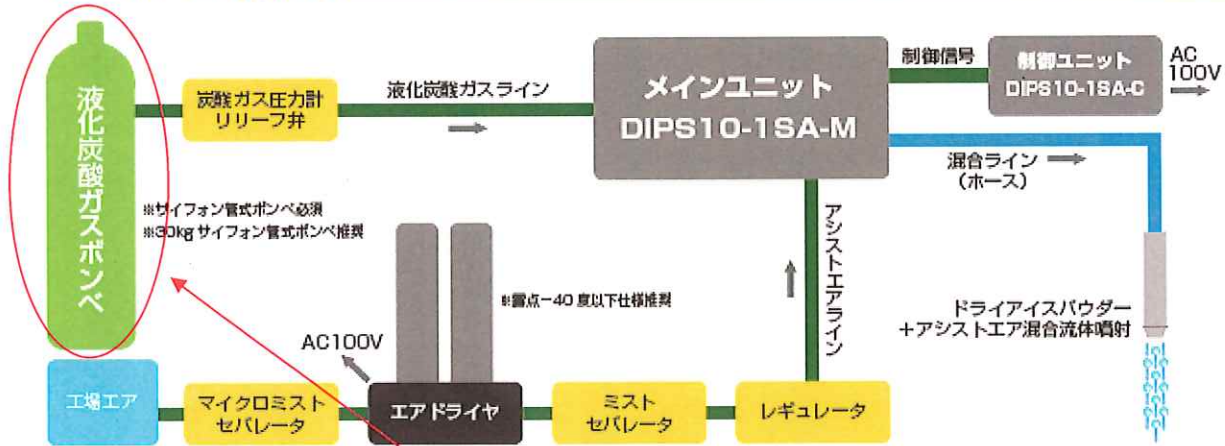 液化炭酸ガスボンベ
炭酸ガス圧力計
リリーフ弁
液化炭酸ガスライン
メインユニット
DIPS10-1SA-M
制御信号
制御ユニット
DIPS10-1SA-C
AC
100V
混合ライン
(ホース)
※サイフォン管式ボンベ必須
※30kgサイフォン管式ボンベ推奨
※露点-40度以下仕様推奨
アシストエアライン
ドライアイスパウダー
+アシストエア混合流体噴射
AC100V
工場エア
マイクロミスト
セパレータ
エアドライヤ
ミスト
セパレータ
レギュレータ